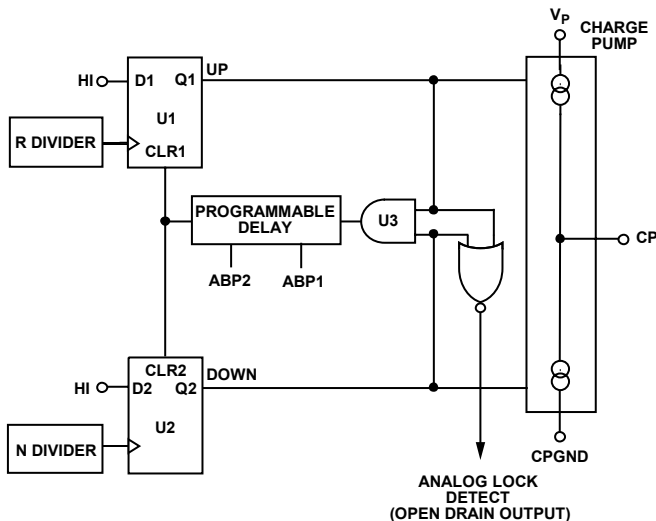 VP
CHARGE
PUMP
HI
D1
Q1
UP
U1
R DIVIDER
CLR1
PROGRAMMABLE
DELAY
U3
CP
ABP2
ABP1
CLR2
HI
D2
Q2
DOWN
U2
N DIVIDER
CPGND
ANALOG LOCK
DETECT
(OPEN DRAIN OUTPUT)